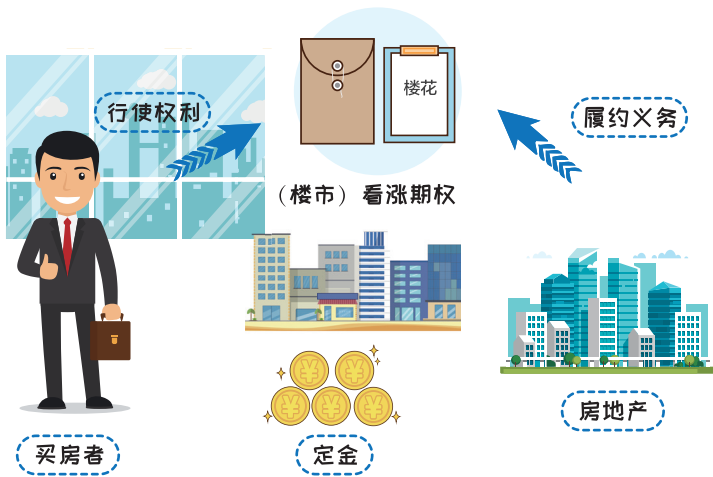 行使权利
楼花
履约义务
（楼市）看涨期权
买房者
定金
房地产